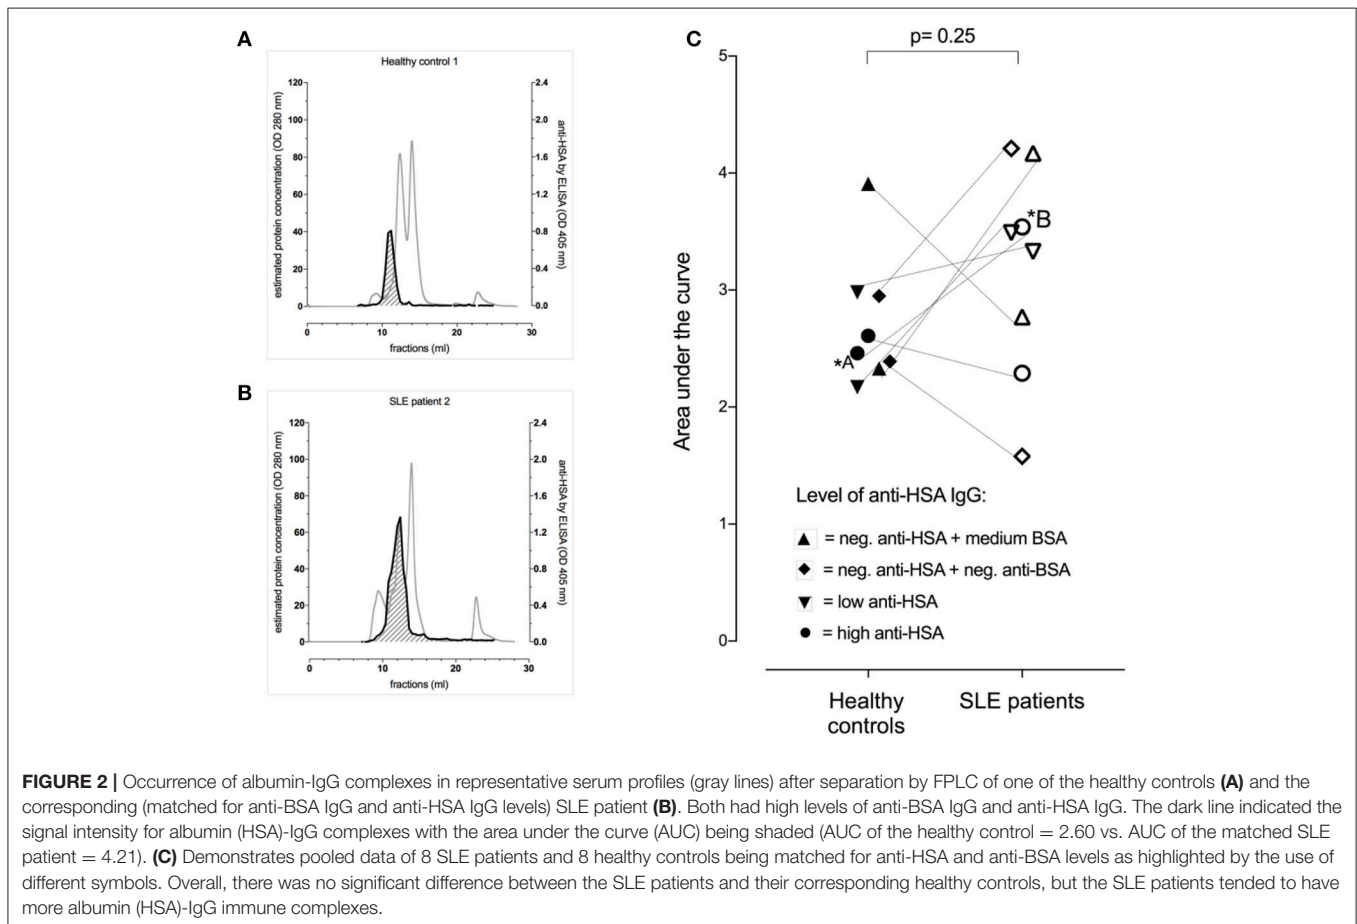 A
Healthy control 1
estimated protein concentration (OD 280 nm)
120
100
80
60
40
20
0
2.4
2.0
1.6
1.2
0.8
0.4
0.0
anti-HSA by ELISA (OD 405 nm)
0 10 20 30
fractions (ml)
B
SLE patient 2
estimated protein concentration (OD 280 nm)
120
100
80
60
40
20
0
2.4
2.0
1.6
1.2
0.8
0.4
0.0
anti-HSA by ELISA (OD 405 nm)
0 10 20 30
fractions (ml)
C
p= 0.25
Area under the curve
5
4
3
2
1
0
*A
*B
Level of anti-HSA IgG:
▲ = neg. anti-HSA + medium BSA
◆ = neg. anti-HSA + neg. anti-BSA
▼ = low anti-HSA
● = high anti-HSA
Healthy
controls
SLE patients
FIGURE 2 | Occurrence of albumin-IgG complexes in representative serum profiles (gray lines) after separation by FPLC of one of the healthy controls (A) and the
corresponding (matched for anti-BSA IgG and anti-HSA IgG levels) SLE patient (B). Both had high levels of anti-BSA IgG and anti-HSA IgG. The dark line indicated the
signal intensity for albumin (HSA)-IgG complexes with the area under the curve (AUC) being shaded (AUC of the healthy control = 2.60 vs. AUC of the matched SLE
patient = 4.21). (C) Demonstrates pooled data of 8 SLE patients and 8 healthy controls being matched for anti-HSA and anti-BSA levels as highlighted by the use of
different symbols. Overall, there was no significant difference between the SLE patients and their corresponding healthy controls, but the SLE patients tended to have
more albumin (HSA)-IgG immune complexes.